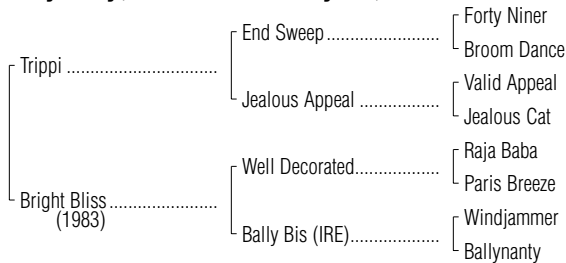 Forty Niner
End Sweep
Broom Dance
Trippi
Valid Appeal
Jealous Appeal
Jealous Cat
Raja Baba
Well Decorated
Paris Breeze
Bright Bliss
(1983)
Windjammer
Bally Bis (IRE)
Ballynanty